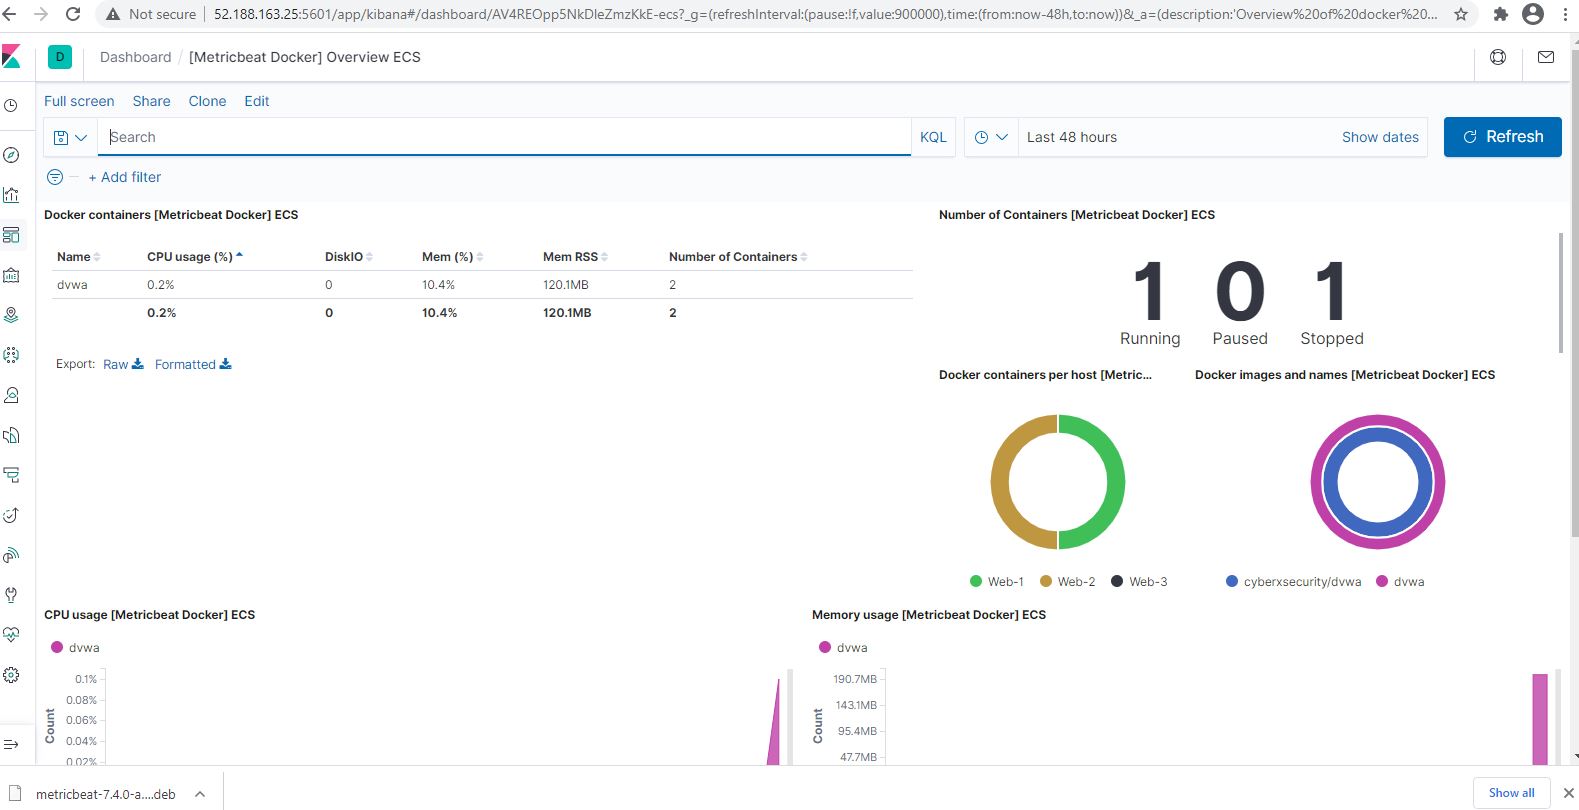 Not secure | 52.188.163.25:5601/app/kibana#/dashboard/AV4REOpp5NkDleZmzKkE-ecs?_g=(refreshInterval:(pause:!f,value:900000),time:(from:now-48h,to:now))&_a=(description:'Overview%20of%20docker%20...
D Dashboard / [Metricbeat Docker] Overview ECS
Full screen Share Clone Edit
Search KQL Last 48 hours Show dates Refresh
+ Add filter
Docker containers [Metricbeat Docker] ECS
Name CPU usage (%) DiskIO Mem (%) Mem RSS Number of Containers
dvwa 0.2% 0 10.4% 120.1MB 2
0.2% 0 10.4% 120.1MB 2
Export: Raw Formatted
Number of Containers [Metricbeat Docker] ECS
1 0 1
Running Paused Stopped
Docker containers per host [Metric...
Web-1 Web-2 Web-3
Docker images and names [Metricbeat Docker] ECS
cyberxsecurity/dvwa dvwa
CPU usage [Metricbeat Docker] ECS
dvwa
0.1%
0.08%
0.06%
0.04%
0.02%
Count
Memory usage [Metricbeat Docker] ECS
dvwa
190.7MB
143.1MB
95.4MB
47.7MB
Count
metricbeat-7.4.0-a....deb Show all